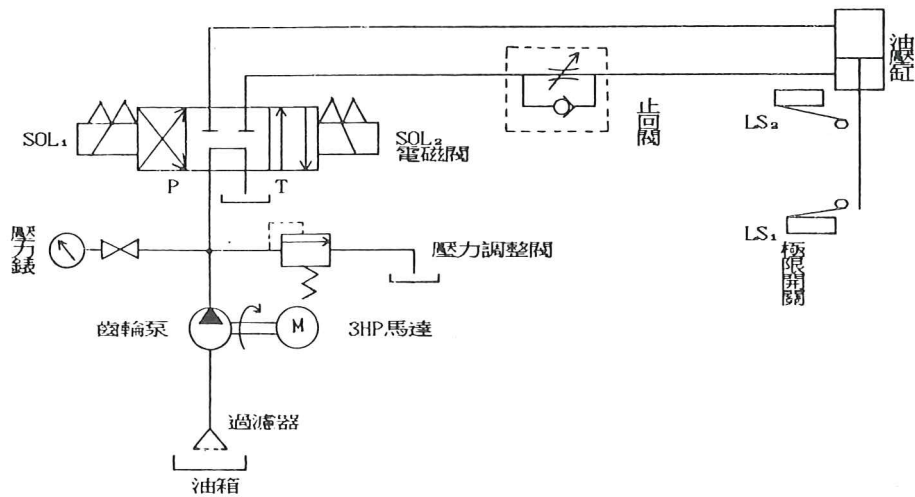 油壓缸
止回閥
LS₂
SOL₁
SOL₂
電磁閥
P
T
LS₁
極限開關
壓力錶
壓力調整閥
齒輪泵
M
3HP馬達
過濾器
油箱